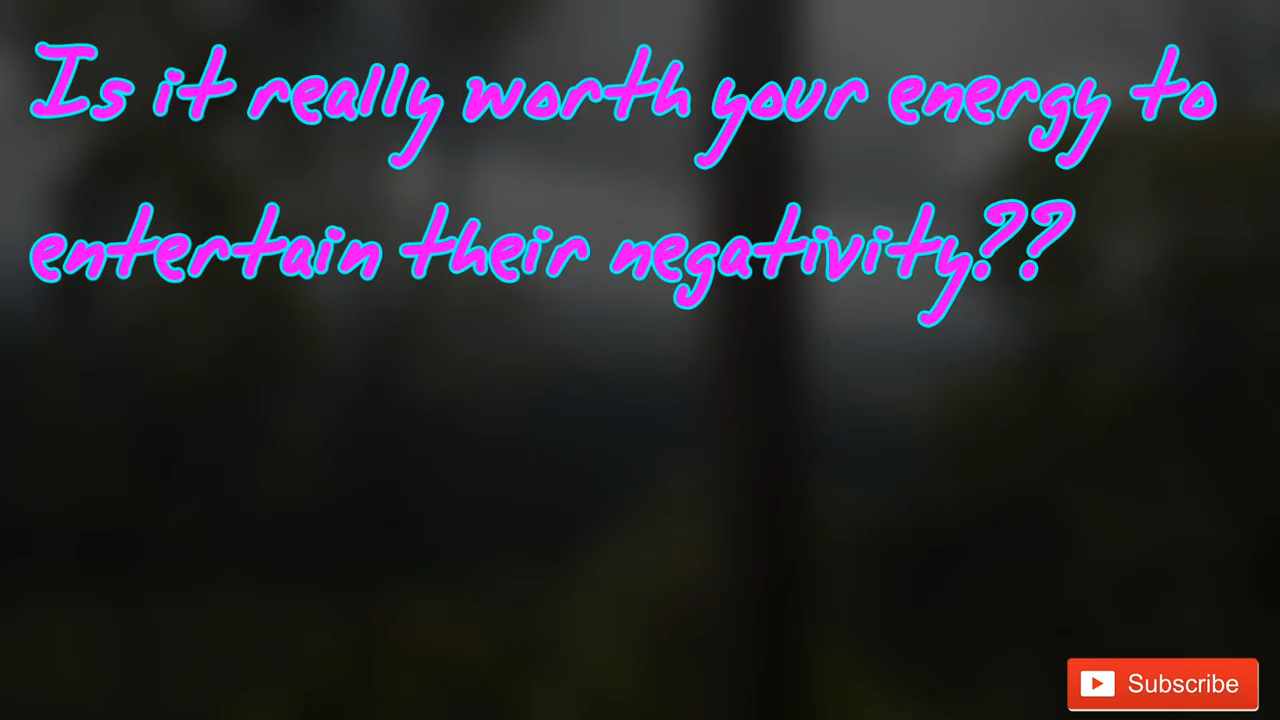 Is it really worth your energy to
entertain their negativity??
Subscribe